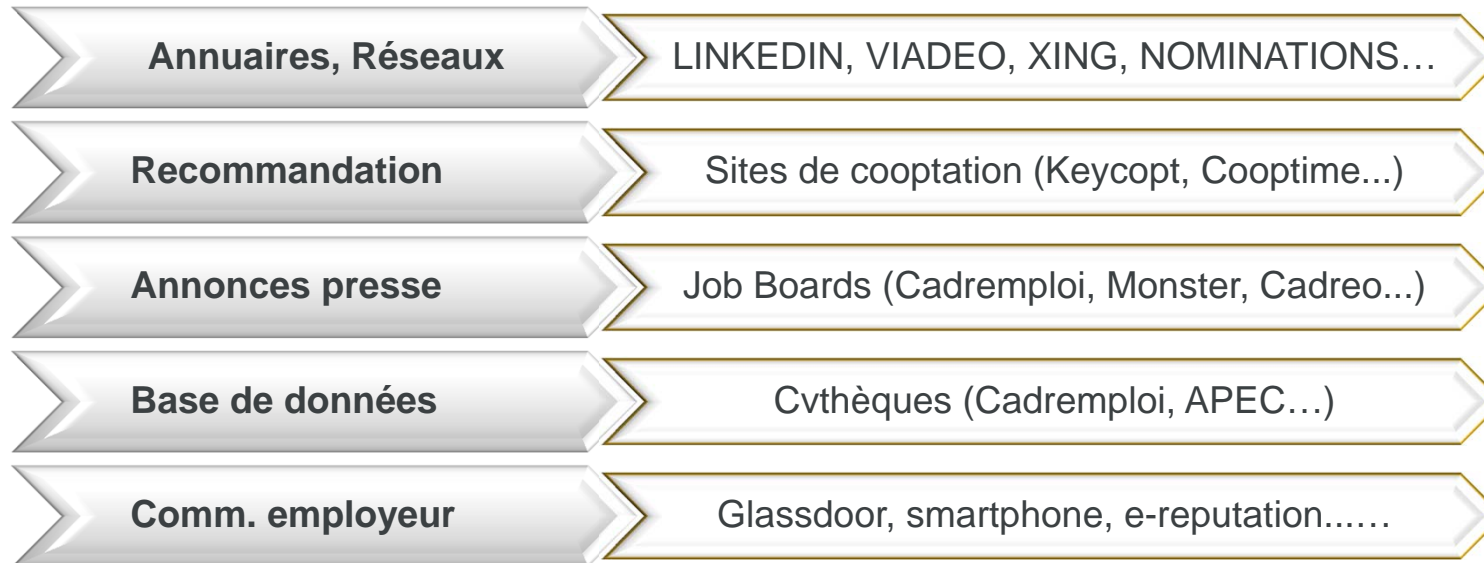 Annuaires, Réseaux
LINKEDIN, VIADEO, XING, NOMINATIONS…
Recommandation
Sites de cooptation (Keycopt, Cooptime...)
Annonces presse
Job Boards (Cadremploi, Monster, Cadreo...)
Base de données
Cvthèques (Cadremploi, APEC…)
Comm. employeur
Glassdoor, smartphone, e-reputation...…